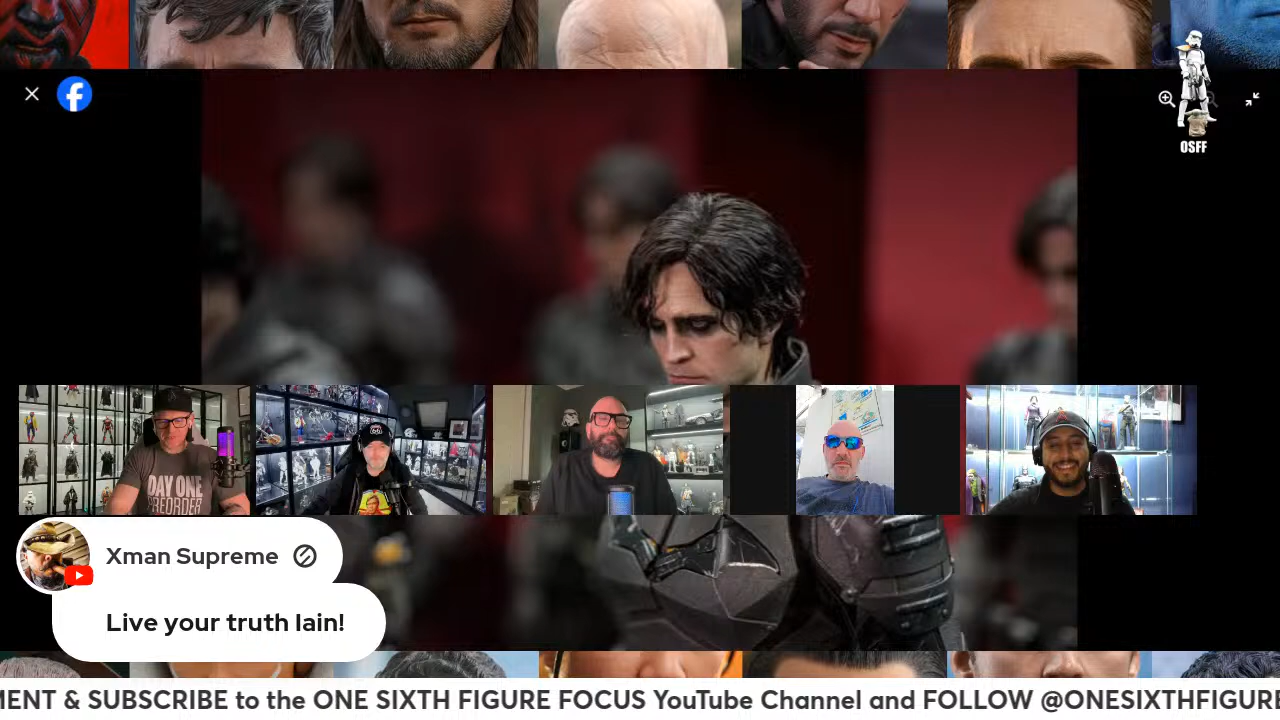 OSFF
DAY ONE
PREORDER
Xman Supreme
Live your truth Iain!
MENT & SUBSCRIBE to the ONE SIXTH FIGURE FOCUS YouTube Channel and FOLLOW @ONESIXTHFIGURE